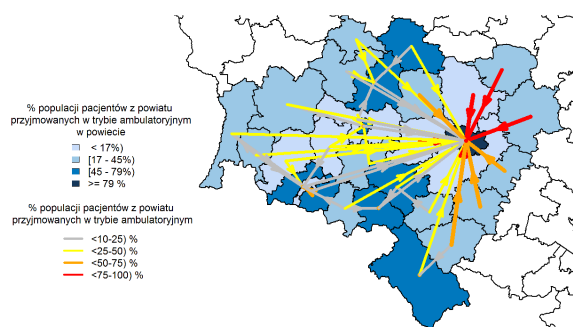 % populacji pacjentów z powiatu
przyjmowanych w trybie ambulatoryjnym
w powiecie
< 17%)
[17 - 45%)
[45 - 79%)
>= 79 %
% populacji pacjentów z powiatu
przyjmowanych w trybie ambulatoryjnym
<10-25) %
<25-50) %
<50-75) %
<75-100) %